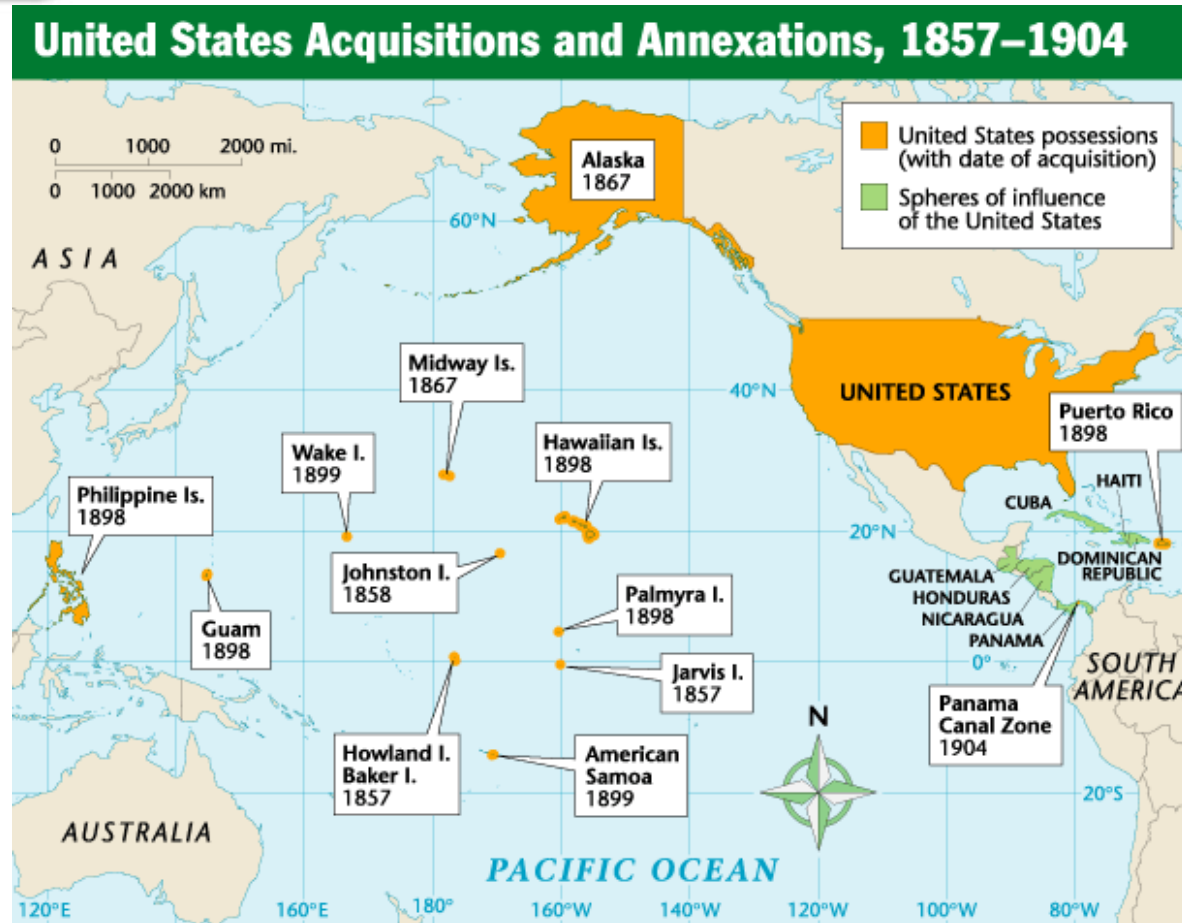 United States Acquisitions and Annexations, 1857–1904
0 1000 2000 mi.
0 1000 2000 km
United States possessions
(with date of acquisition)
Spheres of influence
of the United States
Alaska
1867
60°N
ASIA
Midway Is.
1867
40°N
UNITED STATES
Puerto Rico
1898
Wake I.
1899
Hawaiian Is.
1898
Philippine Is.
1898
CUBA
HAITI
20°N
DOMINICAN
REPUBLIC
Johnston I.
1858
GUATEMALA
HONDURAS
NICARAGUA
PANAMA
Palmyra I.
1898
Guam
1898
0°
Jarvis I.
1857
SOUTH
AMERICA
Panama
Canal Zone
1904
N
Howland I.
Baker I.
1857
American
Samoa
1899
20°S
AUSTRALIA
PACIFIC OCEAN
120°E 160°E 180° 160°W 140°W 120°W 100°W 80°W